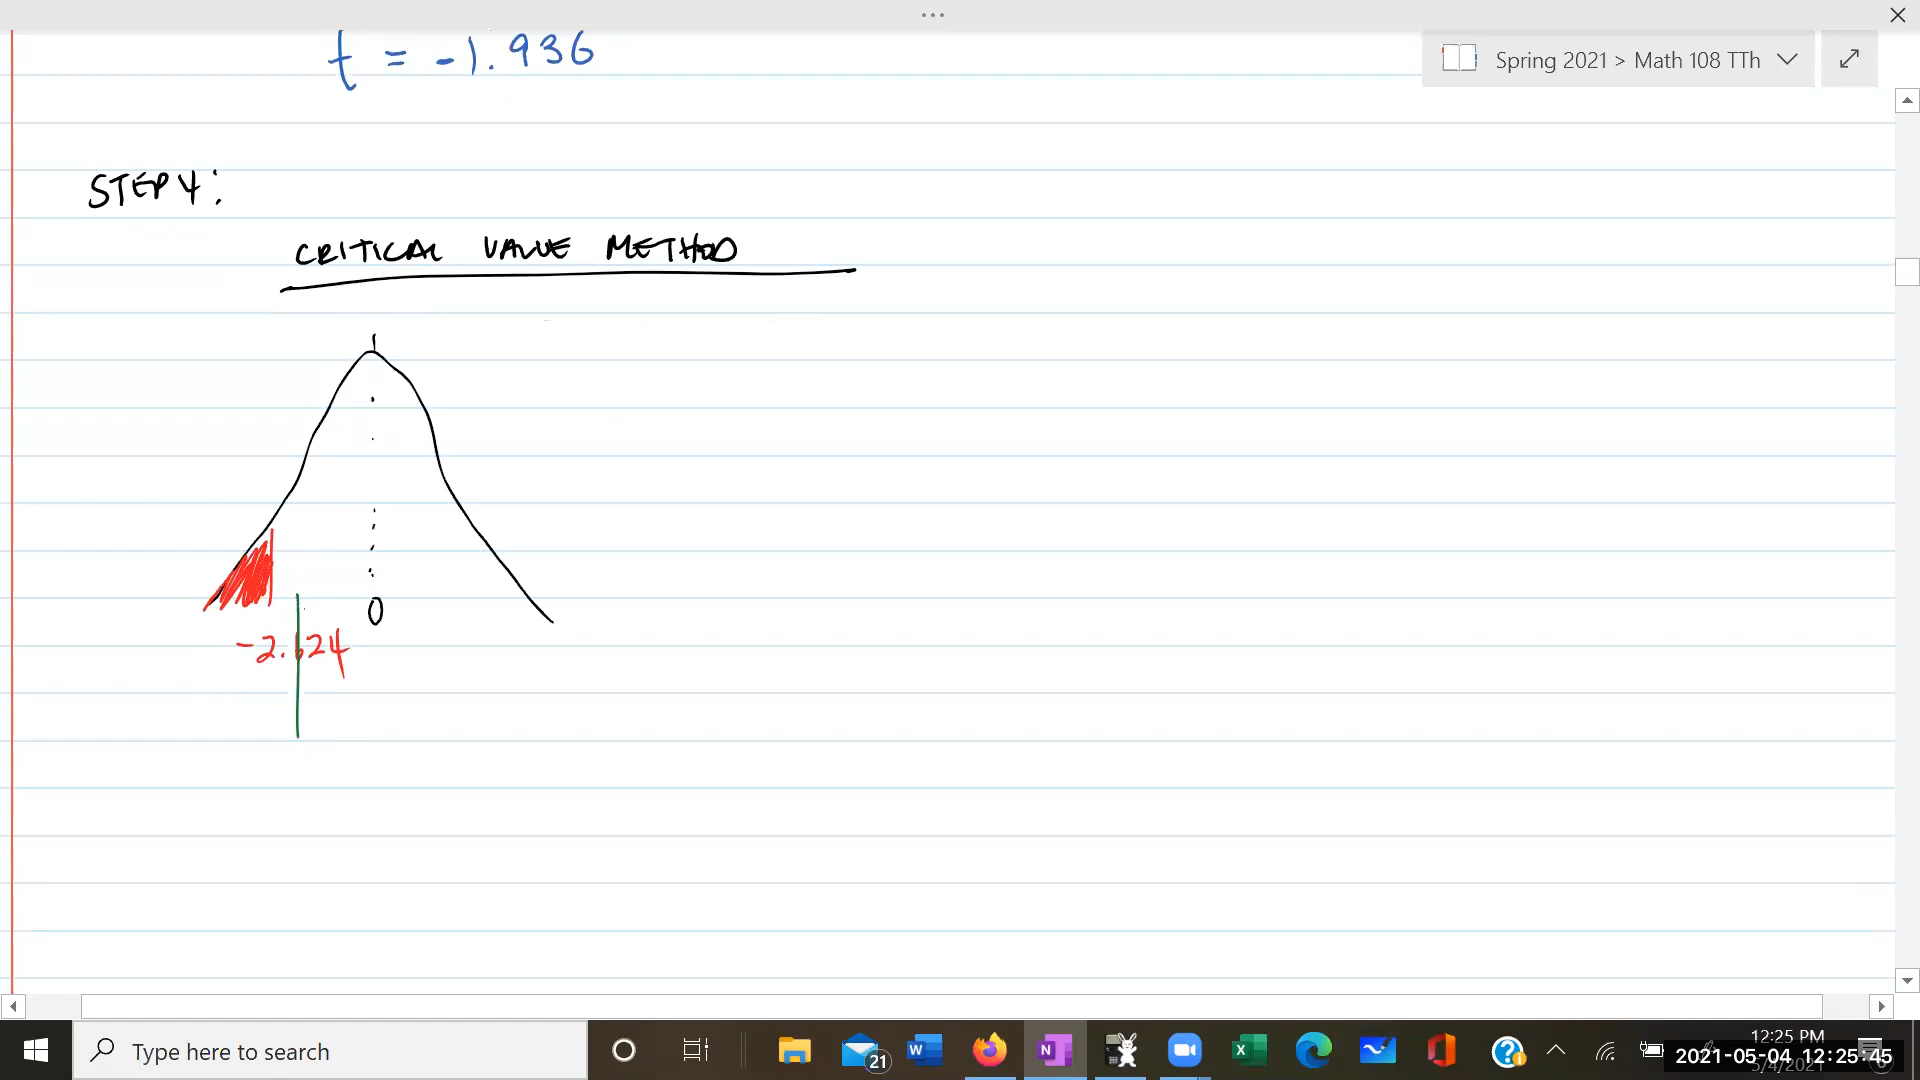 t = -1.936
Spring 2021 > Math 108 TTh
STEP 4:
CRITICAL VALUE METHOD
0
-2.624
Type here to search
21
12:25 PM
2021-05-04 12:25:45